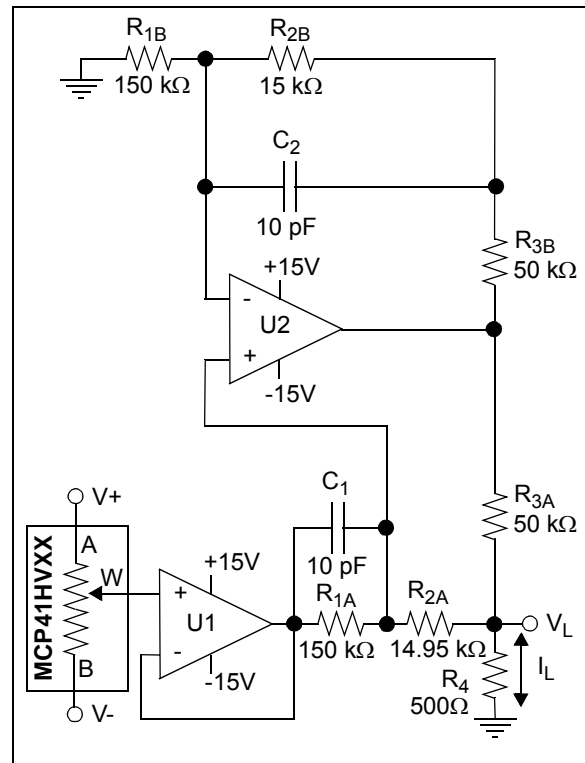 R1B
R2B
150 kΩ
15 kΩ
C2
10 pF
R3B
50 kΩ
+15V
-
U2
+
-15V
V+
C1
R3A
50 kΩ
10 pF
MCP41HVXX
A
W
B
+15V
+
U1
-
-15V
R1A
150 kΩ
R2A
14.95 kΩ
VL
R4
500Ω
IL
V-